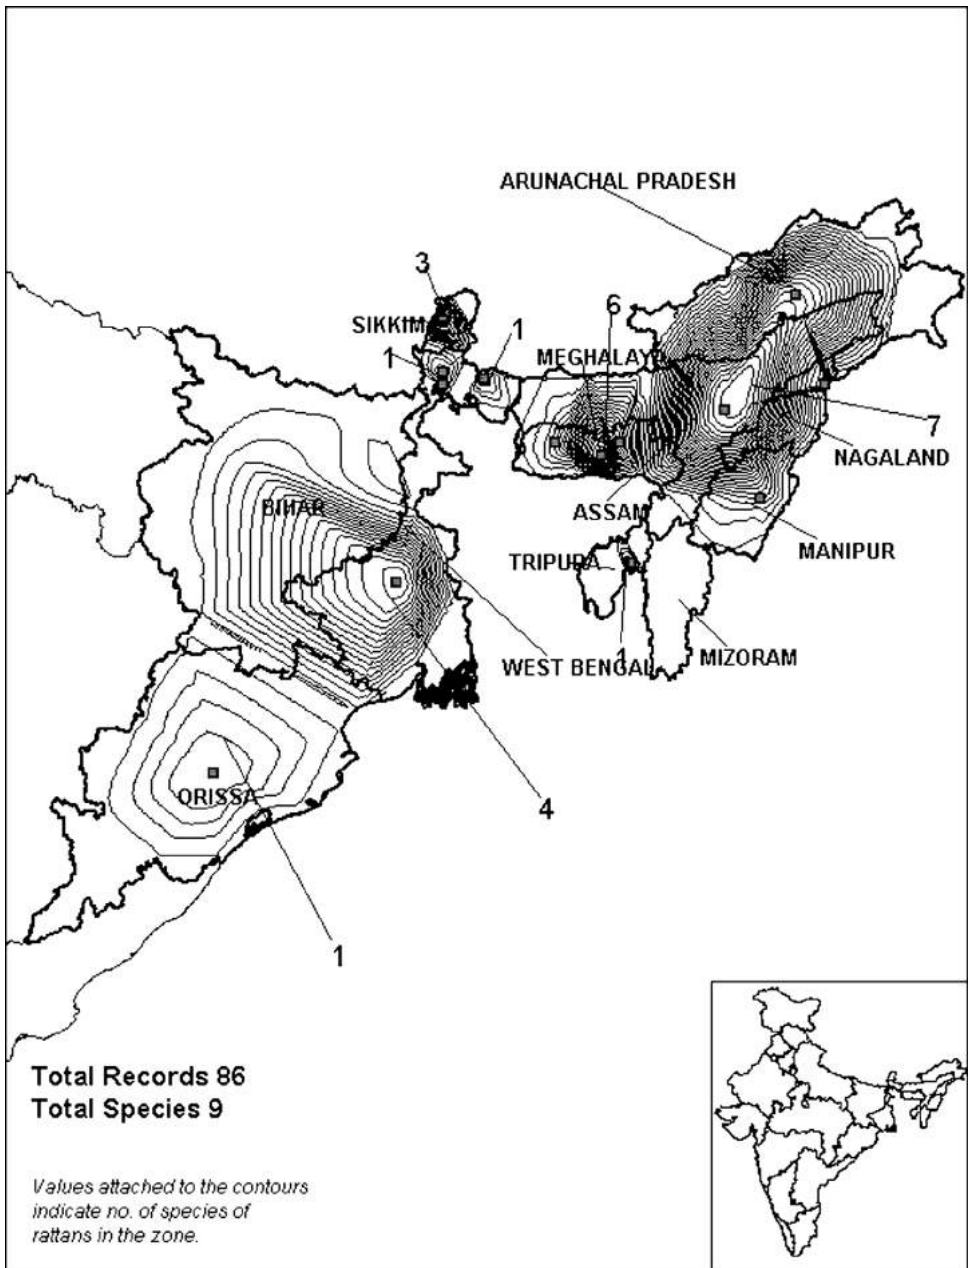 ARUNACHAL PRADESH
3
6
SIKKIM
1
1
MEGHALAYA
7
NAGALAND
BIHAR
ASSAM
MANIPUR
TRIPURA
1
WEST BENGAL
MIZORAM
4
ORISSA
1
Total Records 86
Total Species 9
Values attached to the contours
indicate no. of species of
rattans in the zone.